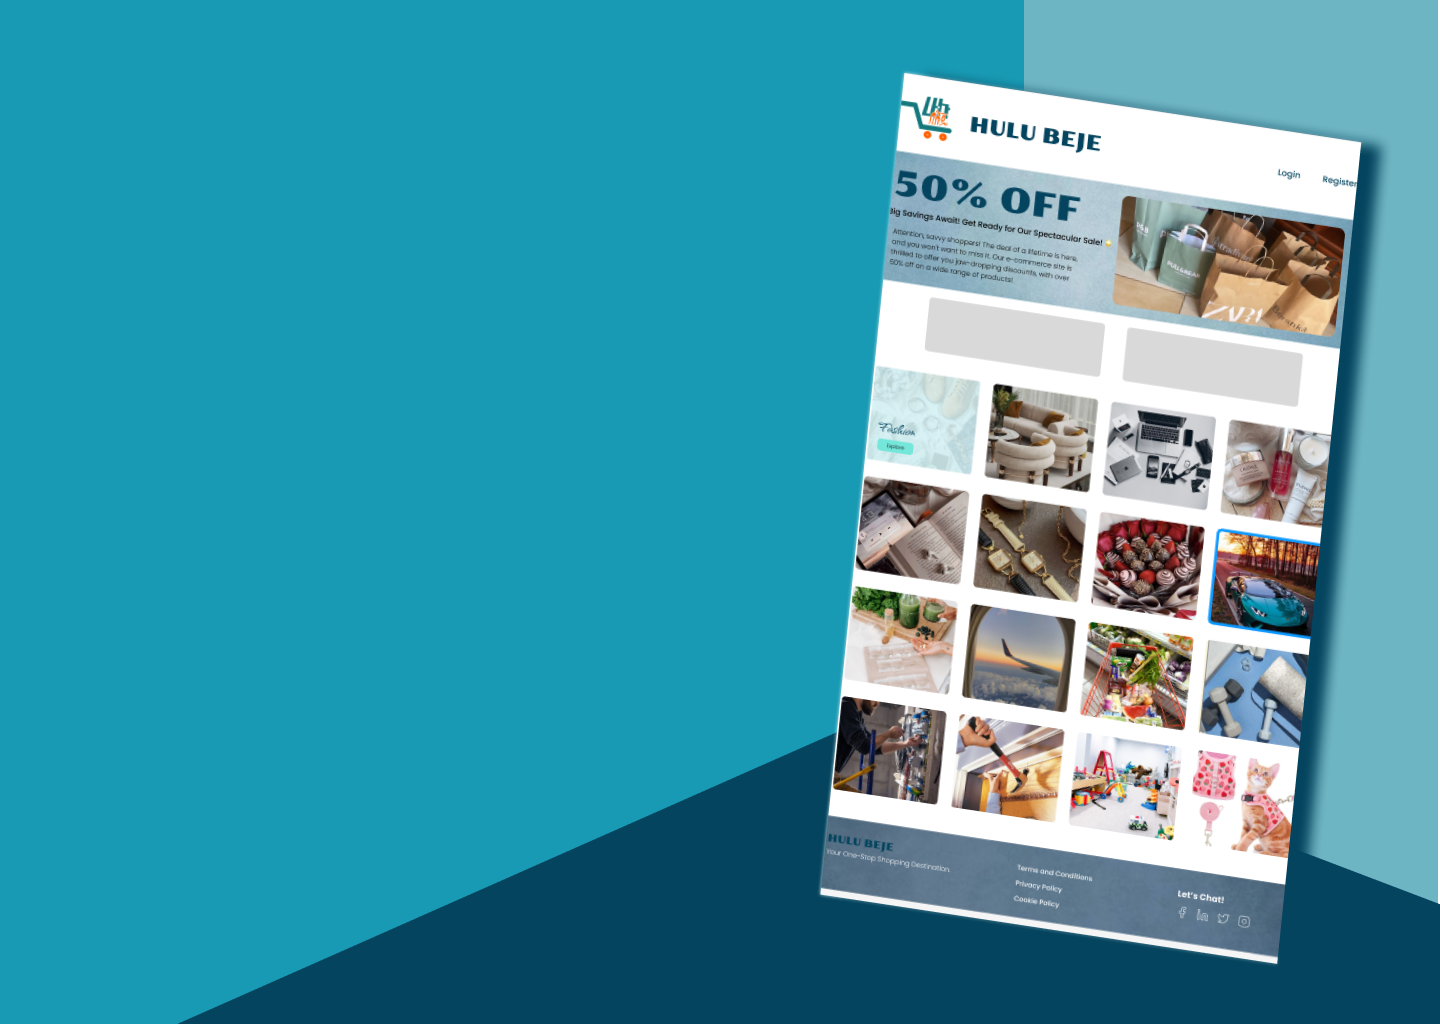 HULU BEJE
Login
Register
50% OFF
Big Savings Await! Get Ready for Our Spectacular Sale!
Attention, savvy shoppers! The deal of a lifetime is here,
and you won't want to miss it. Our e-commerce site is
thrilled to offer you jaw-dropping discounts, with over
50% off on a wide range of products!
PULL&BEAR
Fashion
Explore
HULU BEJE
Your One-Stop Shopping Destination.
Terms and Conditions
Privacy Policy
Cookie Policy
Let's Chat!